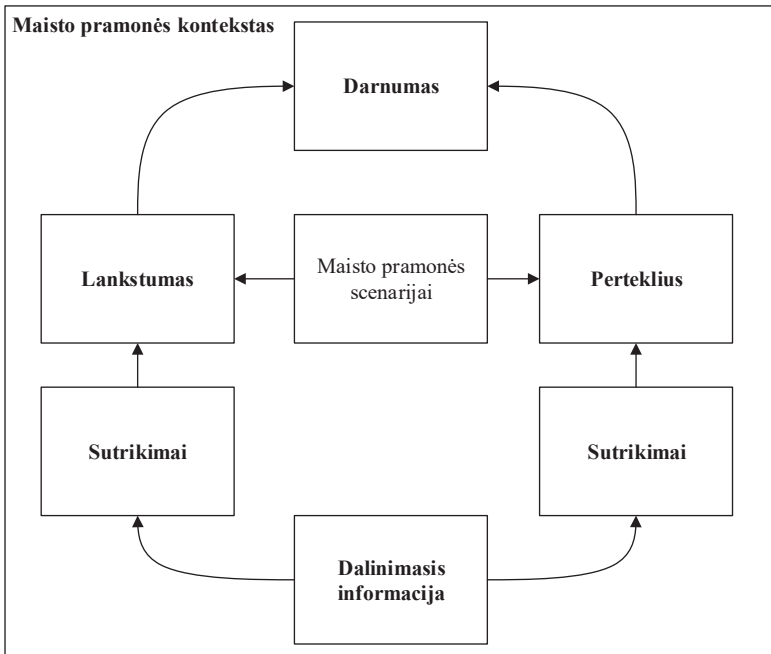 Maisto pramonės kontekstas
Darnumas
Lankstumas
Maisto pramonės
scenarijai
Perteklius
Sutrikimai
Sutrikimai
Dalinimasis
informacija